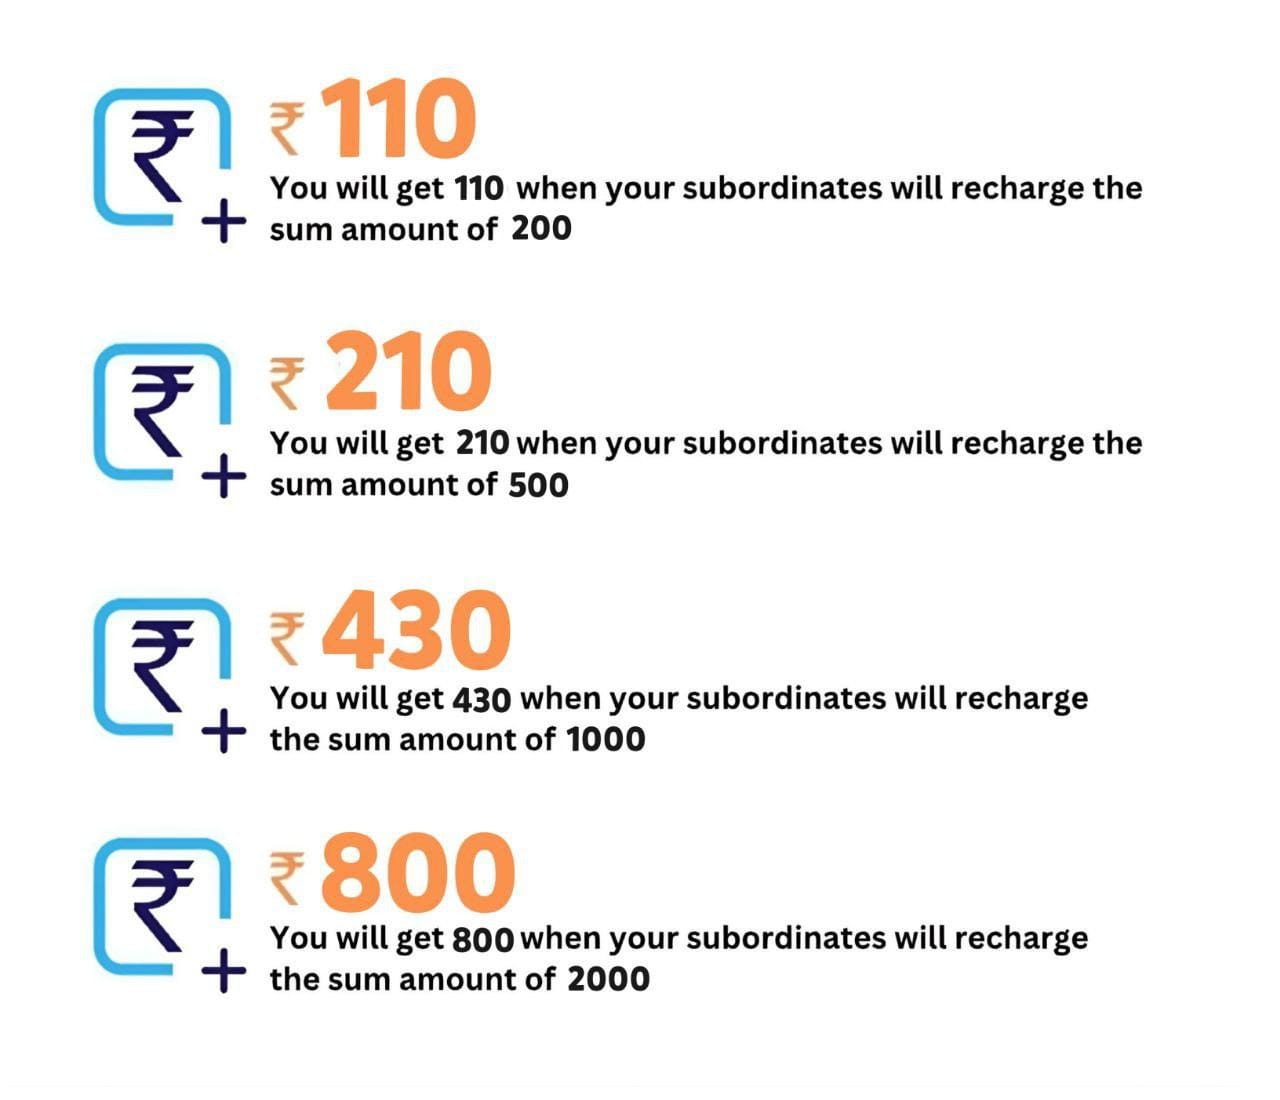 ₹
₹ 110
You will get 110 when your subordinates will recharge the
sum amount of 200
₹
₹ 210
You will get 210 when your subordinates will recharge the
sum amount of 500
₹
₹ 430
You will get 430 when your subordinates will recharge
the sum amount of 1000
₹
₹ 800
You will get 800 when your subordinates will recharge
the sum amount of 2000